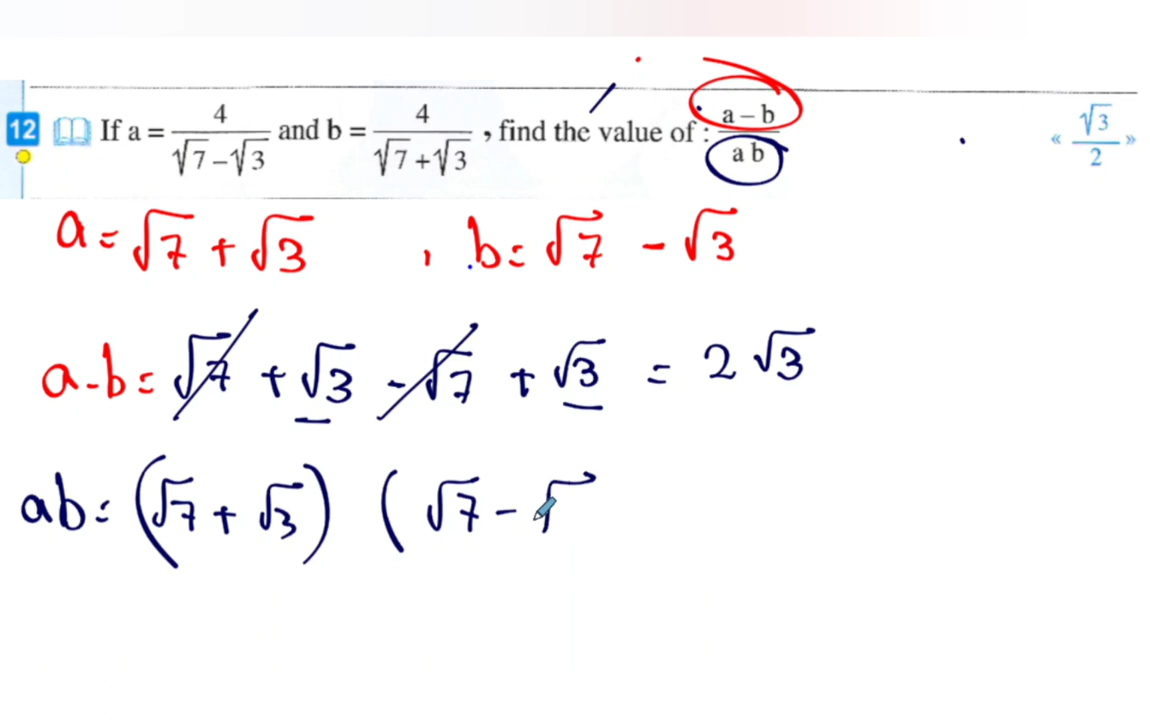 12 If a = 4/(√7 − √3) and b = 4/(√7 + √3) , find the value of : (a − b)/(a b) « √3/2 »
a = √7 + √3 , b = √7 - √3
a - b = √7 + √3 - √7 + √3 = 2√3
ab = (√7 + √3) (√7 - √